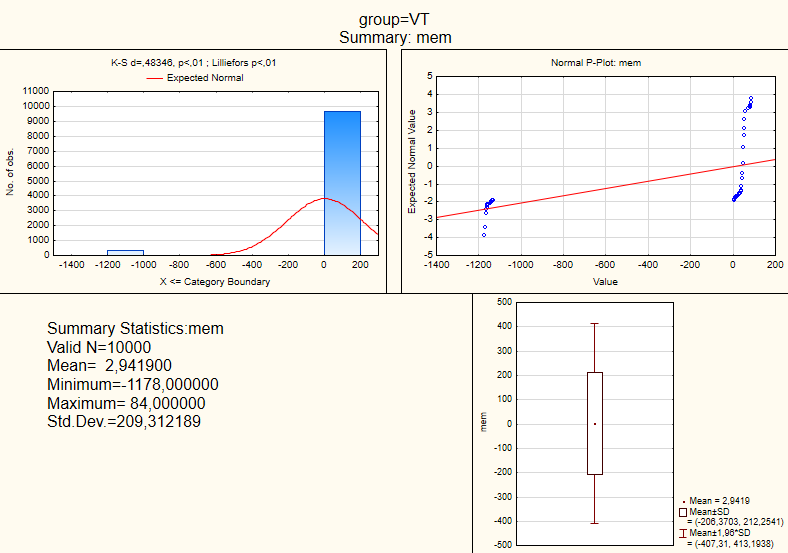 group=VT
Summary: mem
K-S d=,48346, p<,01 ; Lilliefors p<,01
Expected Normal
11000
10000
9000
8000
7000
6000
5000
4000
3000
2000
1000
0
No. of obs.
-1400 -1200 -1000 -800 -600 -400 -200 0 200
X <= Category Boundary
Normal P-Plot: mem
5
4
3
2
1
0
-1
-2
-3
-4
-5
Expected Normal Value
-1400 -1200 -1000 -800 -600 -400 -200 0 200
Value
Summary Statistics:mem
Valid N=10000
Mean= 2,941900
Minimum=-1178,000000
Maximum= 84,000000
Std.Dev.=209,312189
500
400
300
200
100
0
-100
-200
-300
-400
-500
mem
Mean = 2,9419
Mean±SD
= (-206,3703, 212,2541)
Mean±1,96*SD
= (-407,31, 413,1938)